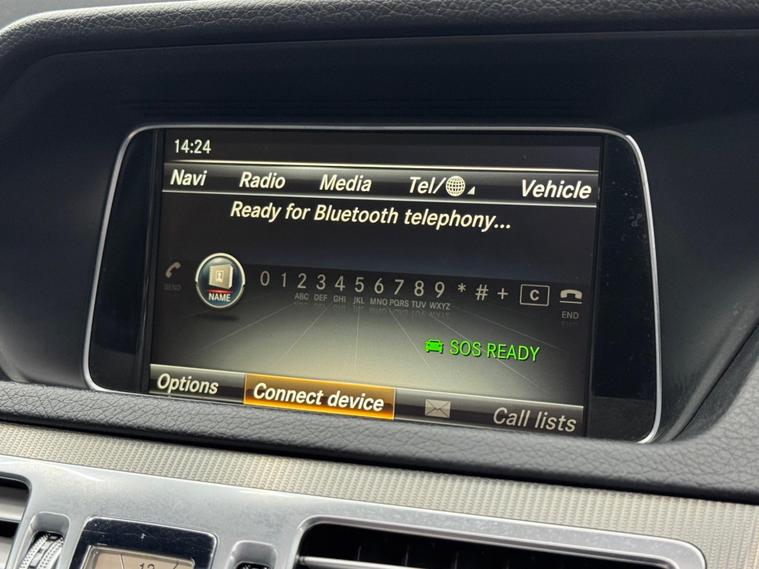 14:24
Navi Radio Media Tel/ Vehicle
Ready for Bluetooth telephony...
SEND NAME 0 1 2 3 4 5 6 7 8 9 * # + C END
ABC DEF GHI JKL MNO PQRS TUV WXYZ
SOS READY
Options Connect device Call lists